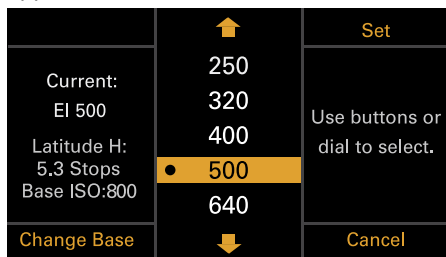 Set
Current:
EI 500
Latitude H:
5.3 Stops
Base ISO:800
Change Base
250
320
400
500
640
Use buttons or
dial to select.
Cancel